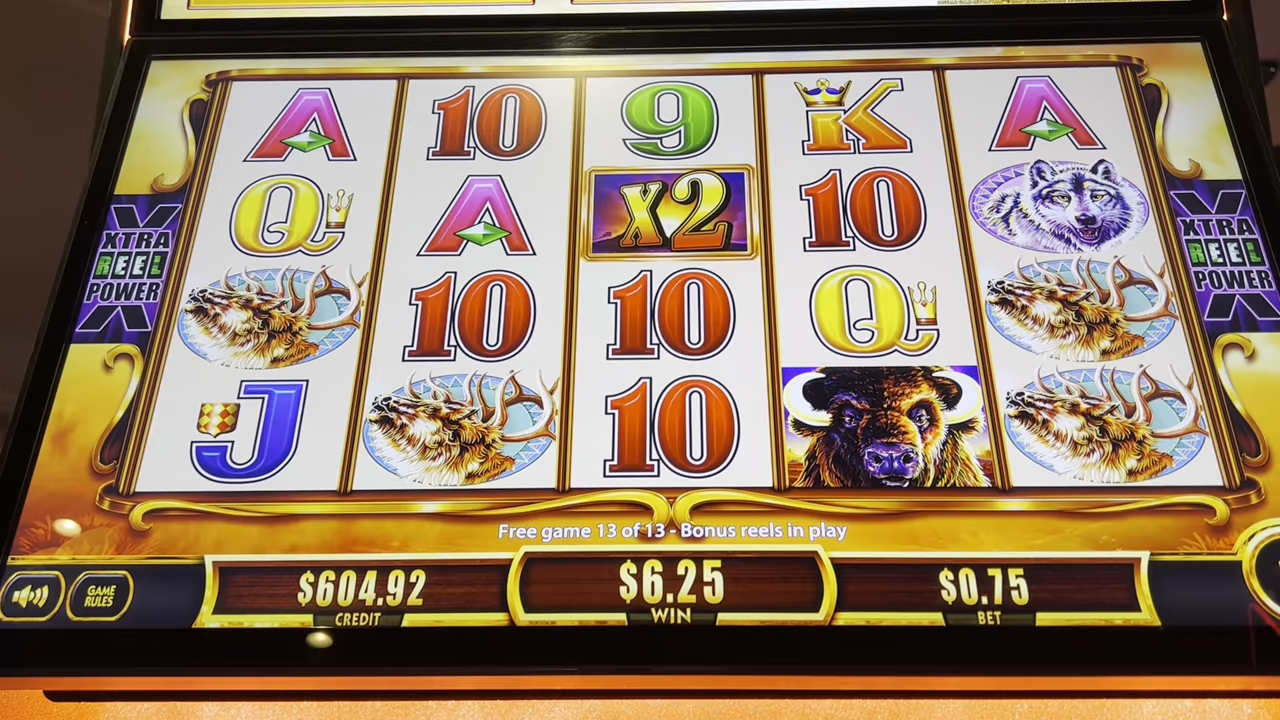 A 10 9 K A
Q A X2 10
10 10 Q
J 10
XTRA
REEL
POWER
X
XTRA
REEL
POWER
X
Free game 13 of 13 - Bonus reels in play
GAME
RULES
$604.92
CREDIT
$6.25
WIN
$0.75
BET